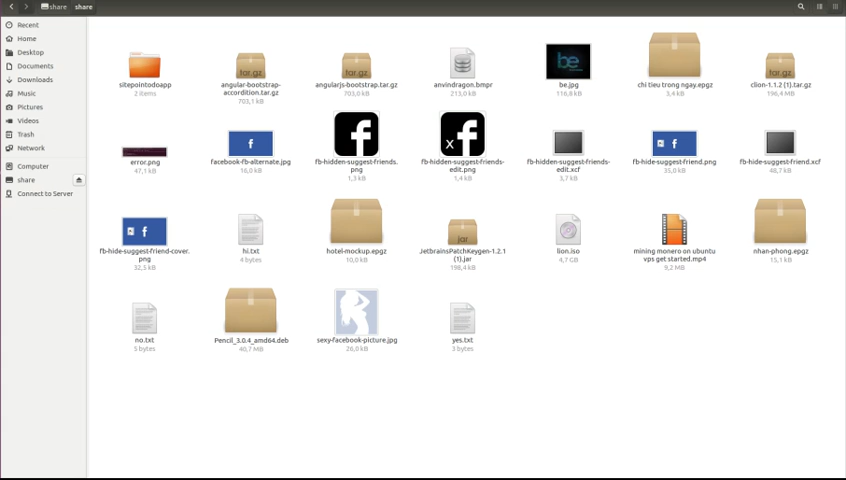 share share
Recent
Home
Desktop
Documents
Downloads
Music
Pictures
Videos
Trash
Network
Computer
share
Connect to Server
sitepointodoapp
2 items
angular-bootstrap-
accordition.tar.gz
703,1 kB
angularjs-bootstrap.tar.gz
703,0 kB
anvindragon.bmpr
213,0 kB
be.jpg
116,8 kB
chi tieu trong ngay.epgz
3,4 kB
clion-1.1.2 (1).tar.gz
196,4 MB
error.png
47,1 kB
facebook-fb-alternate.jpg
16,0 kB
fb-hidden-suggest-friends.
png
1,3 kB
fb-hidden-suggest-friends-
edit.png
1,4 kB
fb-hidden-suggest-friends-
edit.xcf
3,7 kB
fb-hide-suggest-friend.png
35,0 kB
fb-hide-suggest-friend.xcf
48,7 kB
fb-hide-suggest-friend-cover.
png
32,5 kB
hi.txt
4 bytes
hotel-mockup.epgz
10,0 kB
JetbrainsPatchKeygen-1.2.1
(1).jar
198,4 kB
lion.iso
4,7 GB
mining monero on ubuntu
vps get started.mp4
9,2 MB
nhan-phong.epgz
15,1 kB
no.txt
5 bytes
Pencil_3.0.4_amd64.deb
40,7 MB
sexy-facebook-picture.jpg
26,0 kB
yes.txt
3 bytes